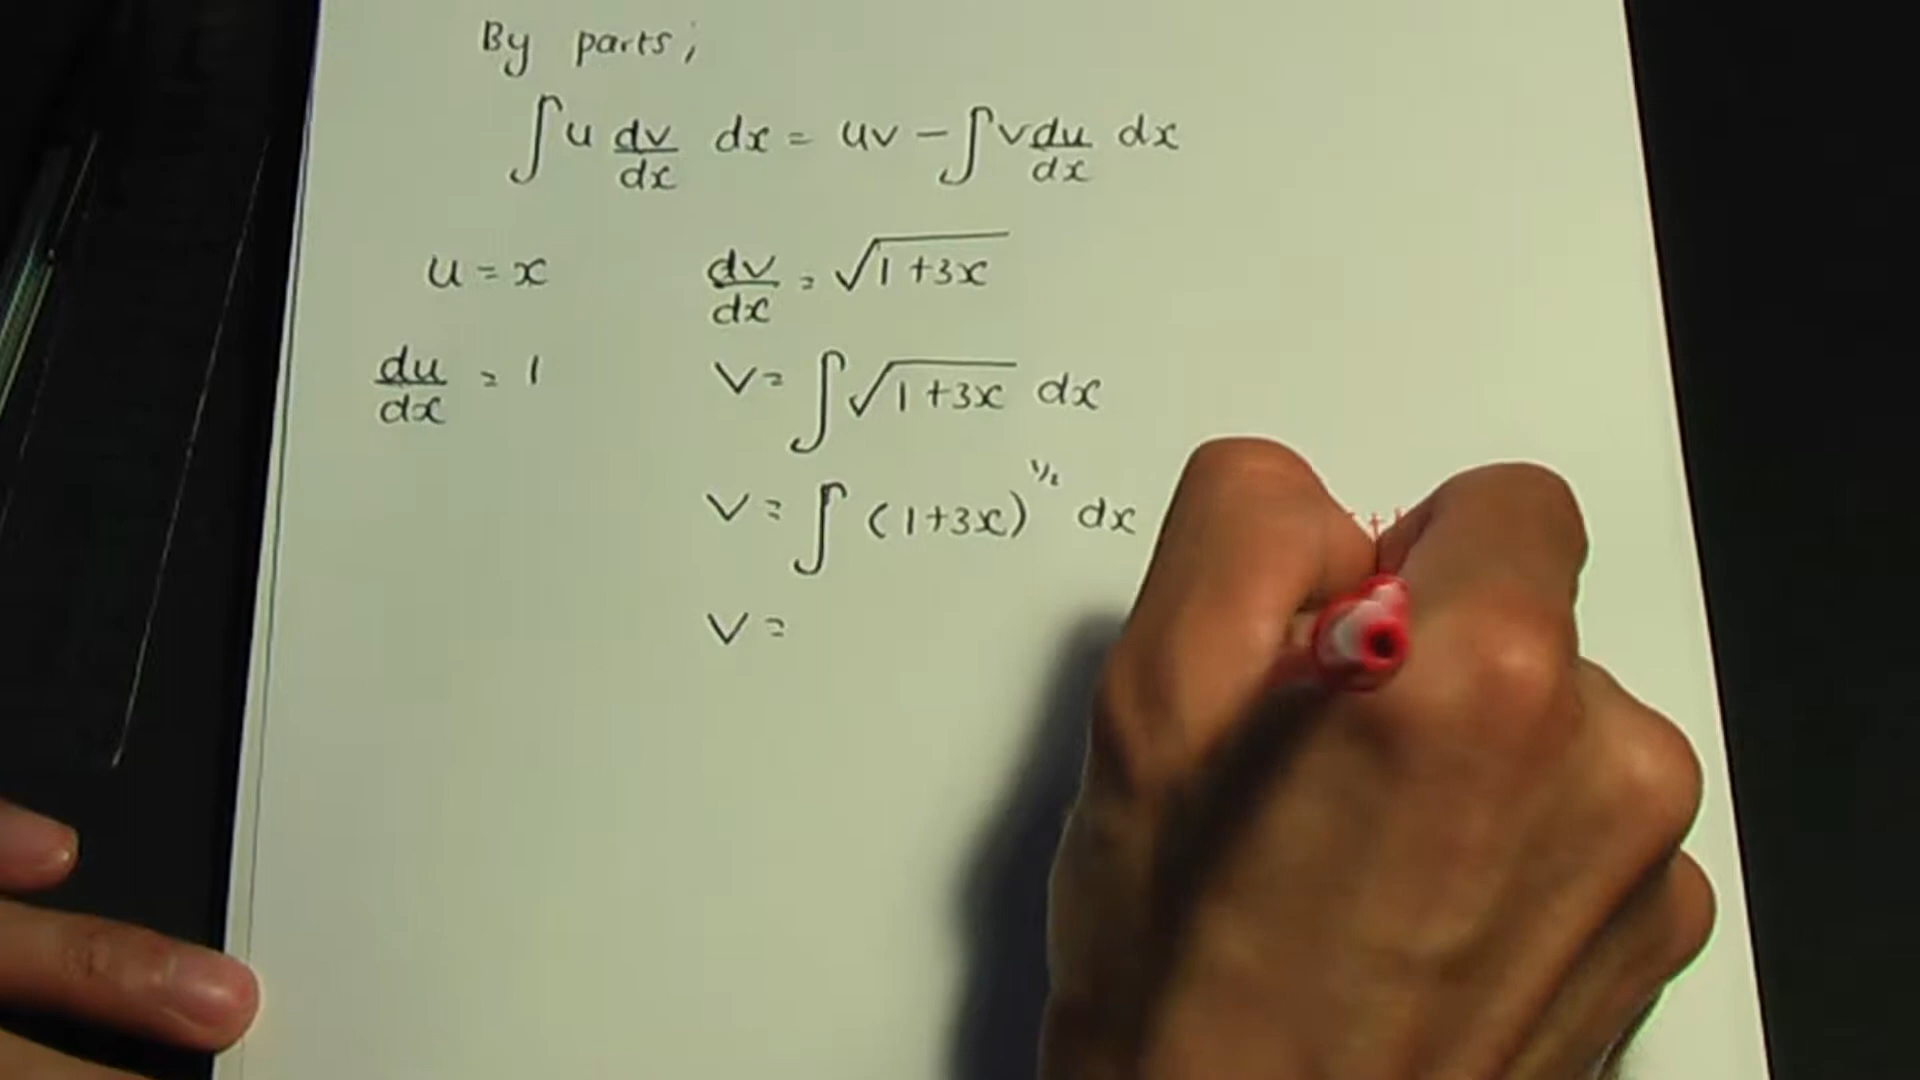 By parts;
∫u dv/dx dx = uv − ∫v du/dx dx
u = x
dv/dx = √(1+3x)
du/dx = 1
v = ∫√(1+3x) dx
v = ∫(1+3x)^1/2 dx
v =